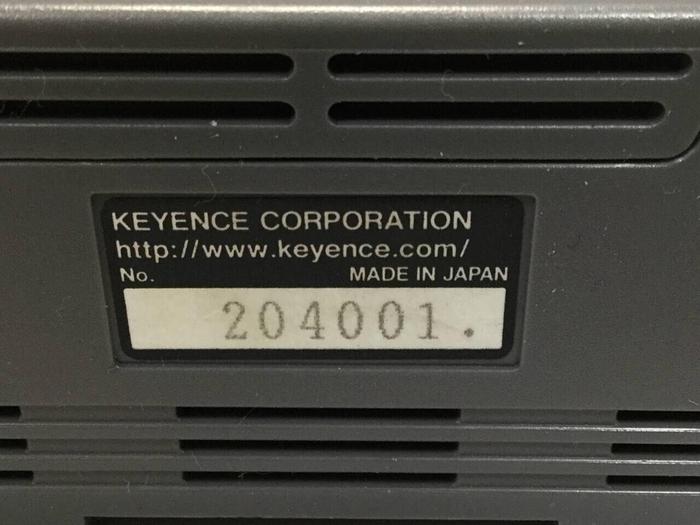 KEYENCE CORPORATION
http://www.keyence.com/
No. MADE IN JAPAN
204001.